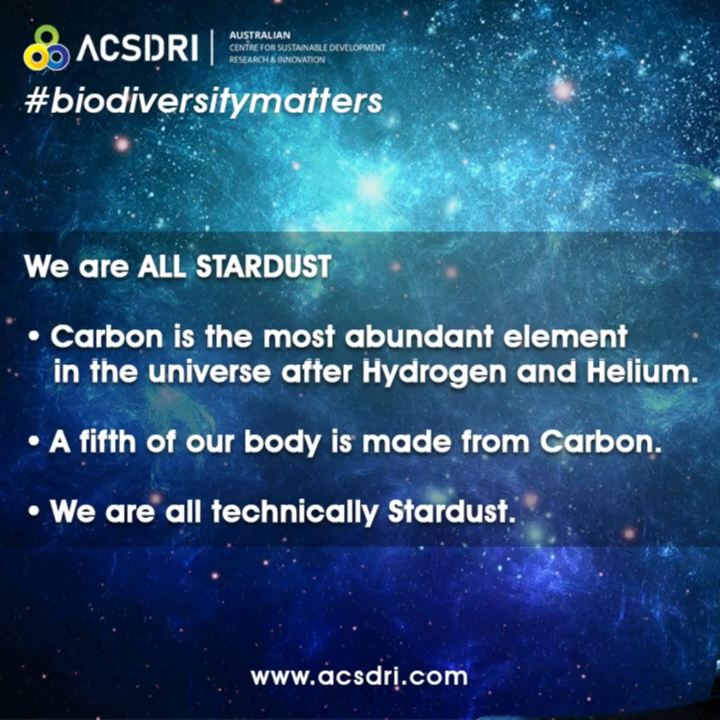 ACSDRI
AUSTRALIAN
CENTRE FOR SUSTAINABLE DEVELOPMENT
RESEARCH & INNOVATION
#biodiversitymatters
We are ALL STARDUST
• Carbon is the most abundant element
in the universe after Hydrogen and Helium.
• A fifth of our body is made from Carbon.
• We are all technically Stardust.
www.acsdri.com